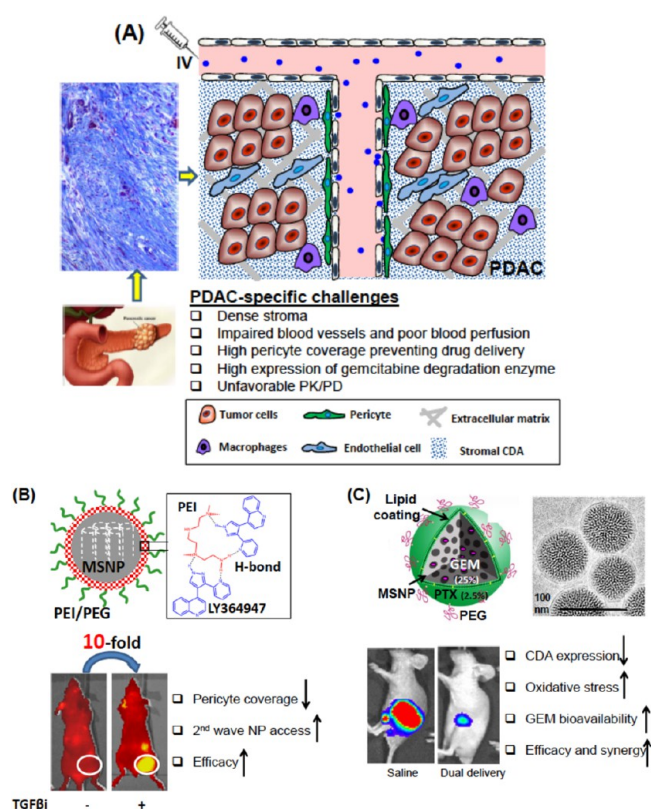 (A)
IV
PDAC
Pancreatic cancer
PDAC-specific challenges
Dense stroma
Impaired blood vessels and poor blood perfusion
High pericyte coverage preventing drug delivery
High expression of gemcitabine degradation enzyme
Unfavorable PK/PD
Tumor cells
Pericyte
Extracellular matrix
Macrophages
Endothelial cell
Stromal CDA
(B)
MSNP
PEI/PEG
PEI
H-bond
LY364947
10-fold
Pericyte coverage
2nd wave NP access
Efficacy
TGFβi - +
(C)
Lipid
coating
GEM
(25%)
MSNP
PTX (2.5%)
PEG
100
nm
CDA expression
Oxidative stress
GEM bioavailability
Efficacy and synergy
Saline Dual delivery